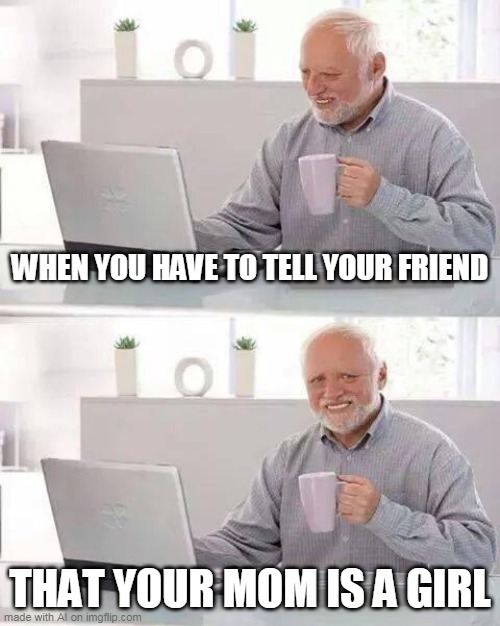 WHEN YOU HAVE TO TELL YOUR FRIEND
THAT YOUR MOM IS A GIRL
made with AI on imgflip.com